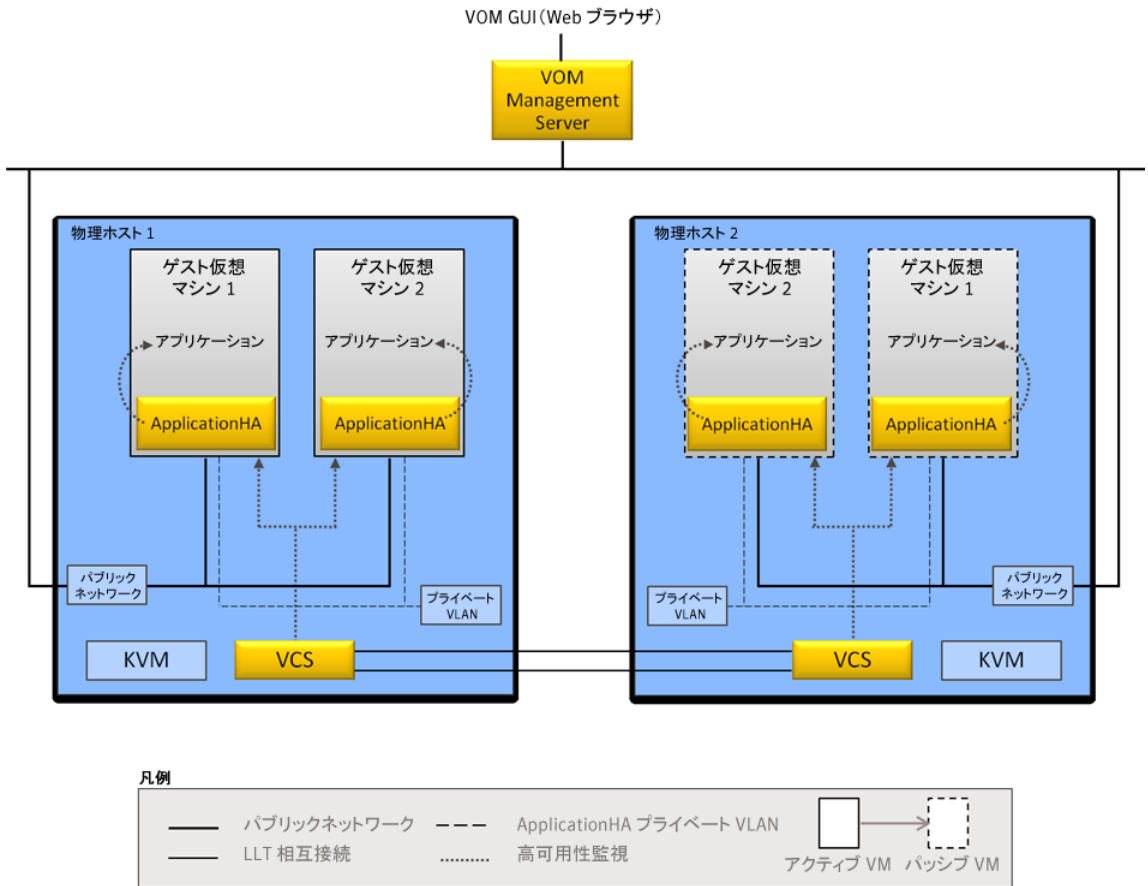 VOM GUI（Web ブラウザ）
VOM
Management
Server
物理ホスト 1
ゲスト仮想
マシン 1
ゲスト仮想
マシン 2
アプリケーション
アプリケーション
ApplicationHA
ApplicationHA
パブリック
ネットワーク
プライベート
VLAN
KVM
VCS
物理ホスト 2
ゲスト仮想
マシン 2
ゲスト仮想
マシン 1
アプリケーション
アプリケーション
ApplicationHA
ApplicationHA
プライベート
VLAN
パブリック
ネットワーク
VCS
KVM
凡例
パブリックネットワーク
ApplicationHA プライベート VLAN
LLT 相互接続
高可用性監視
アクティブ VM
パッシブ VM